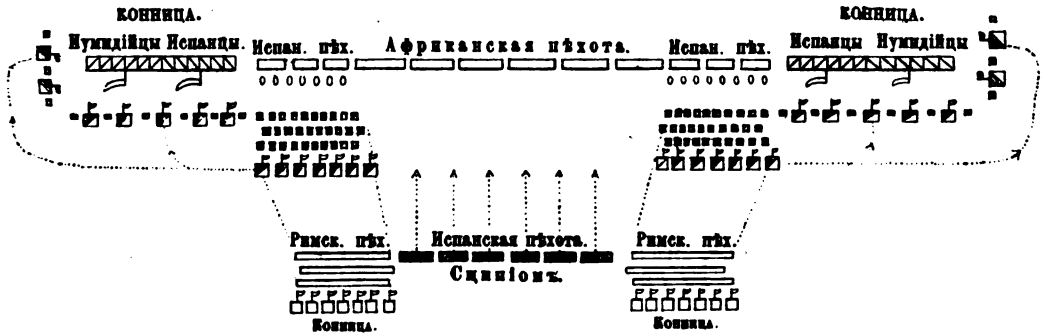 КОННИЦА. КОННИЦА.
Нумидійцы Испанцы. Испан. пѣх. Африканская пѣхота. Испан. пѣх. Испанцы Нумидійцы
Римск. пѣх. Испанская пѣхота. Римск. пѣх.
Сципіонъ.
Конница. Конница.